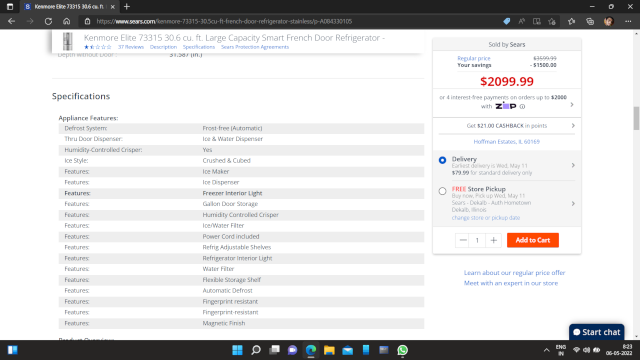 Kenmore Elite 73315 30.6 cu. ft.
https://www.sears.com/kenmore-73315-30.5cu-ft-french-door-refrigerator-stainless/p-A084330105
Kenmore Elite 73315 30.6 cu. ft. Large Capacity Smart French Door Refrigerator -
37 Reviews Description Specifications Sears Protection Agreements
Depth without Door 31.587 (in.)
Specifications
Appliance Features:
Defrost System: Frost-free (Automatic)
Thru Door Dispenser: Ice & Water Dispenser
Humidity-Controlled Crisper: Yes
Ice Style: Crushed & Cubed
Features: Ice Maker
Features: Ice Dispenser
Features: Freezer Interior Light
Features: Gallon Door Storage
Features: Humidity Controlled Crisper
Features: Ice/Water Filter
Features: Power Cord included
Features: Refrig Adjustable Shelves
Features: Refrigerator Interior Light
Features: Water Filter
Features: Flexible Storage Shelf
Features: Automatic Defrost
Features: Fingerprint-resistant
Features: Fingerprint-resistant
Features: Magnetic Finish
Product Overview
Sold by Sears
Regular price $3599.99
Your savings - $1500.00
$2099.99
or 4 interest-free payments on orders up to $2000
with ZIP
Get $21.00 CASHBACK in points
Hoffman Estates, IL 60169
Delivery
Earliest delivery is Wed, May 11
$79.99 for standard delivery only
FREE Store Pickup
Buy now, Pick up Wed, May 11
Sears - Dekalb - Auth Hometown
Dekalb, Illinois
change store or pickup date
1
Add to Cart
Learn about our regular price offer
Meet with an expert in our store
Start chat
ENG
IN
8:23
06-05-2022